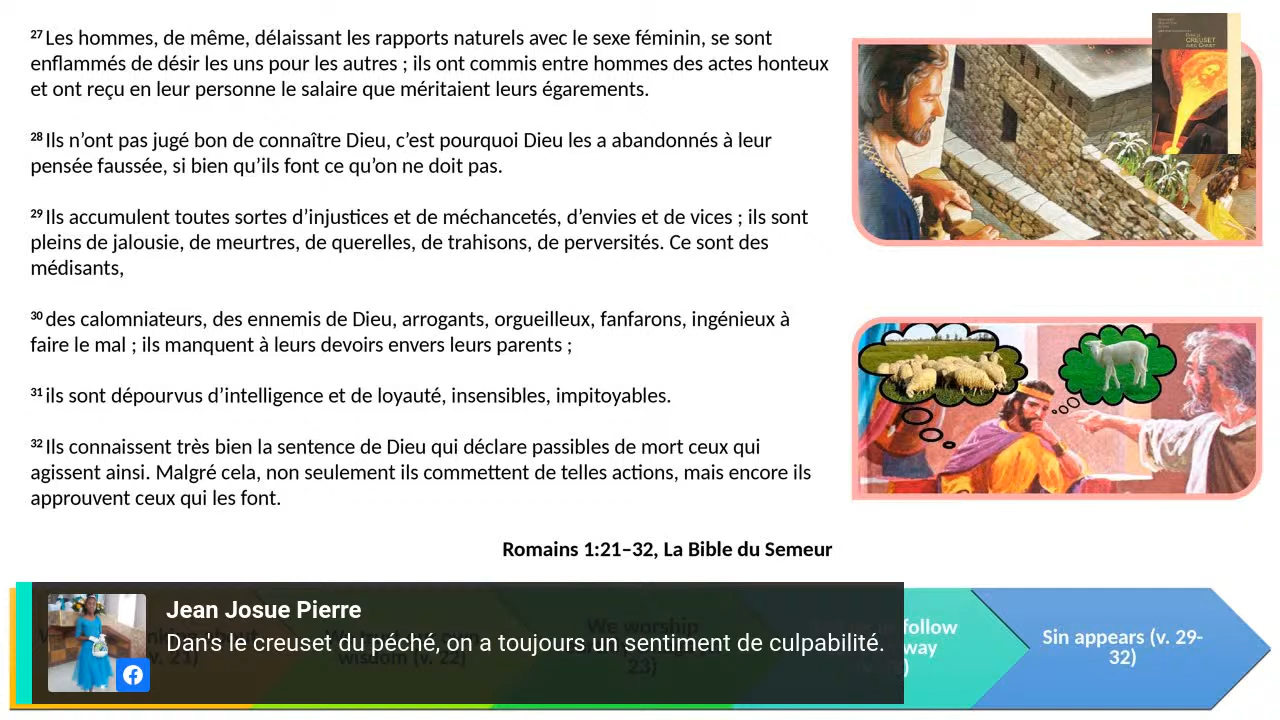 27 Les hommes, de même, délaissant les rapports naturels avec le sexe féminin, se sont
enflammés de désir les uns pour les autres ; ils ont commis entre hommes des actes honteux
et ont reçu en leur personne le salaire que méritaient leurs égarements.
28 Ils n’ont pas jugé bon de connaître Dieu, c’est pourquoi Dieu les a abandonnés à leur
pensée faussée, si bien qu’ils font ce qu’on ne doit pas.
29 Ils accumulent toutes sortes d’injustices et de méchancetés, d’envies et de vices ; ils sont
pleins de jalousie, de meurtres, de querelles, de trahisons, de perversités. Ce sont des
médisants,
30 des calomniateurs, des ennemis de Dieu, arrogants, orgueilleux, fanfarons, ingénieux à
faire le mal ; ils manquent à leurs devoirs envers leurs parents ;
31 ils sont dépourvus d’intelligence et de loyauté, insensibles, impitoyables.
32 Ils connaissent très bien la sentence de Dieu qui déclare passibles de mort ceux qui
agissent ainsi. Malgré cela, non seulement ils commettent de telles actions, mais encore ils
approuvent ceux qui les font.
Romains 1:21–32, La Bible du Semeur
CREUSET
AVEC CHRIST
Jean Josue Pierre
Dan's le creuset du péché, on a toujours un sentiment de culpabilité.
wisdom (v. 22)
We worship
23)
follow
way
Sin appears (v. 29-
32)